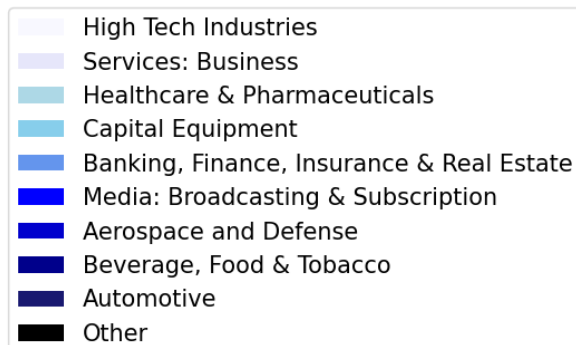 High Tech Industries
Services: Business
Healthcare & Pharmaceuticals
Capital Equipment
Banking, Finance, Insurance & Real Estate
Media: Broadcasting & Subscription
Aerospace and Defense
Beverage, Food & Tobacco
Automotive
Other